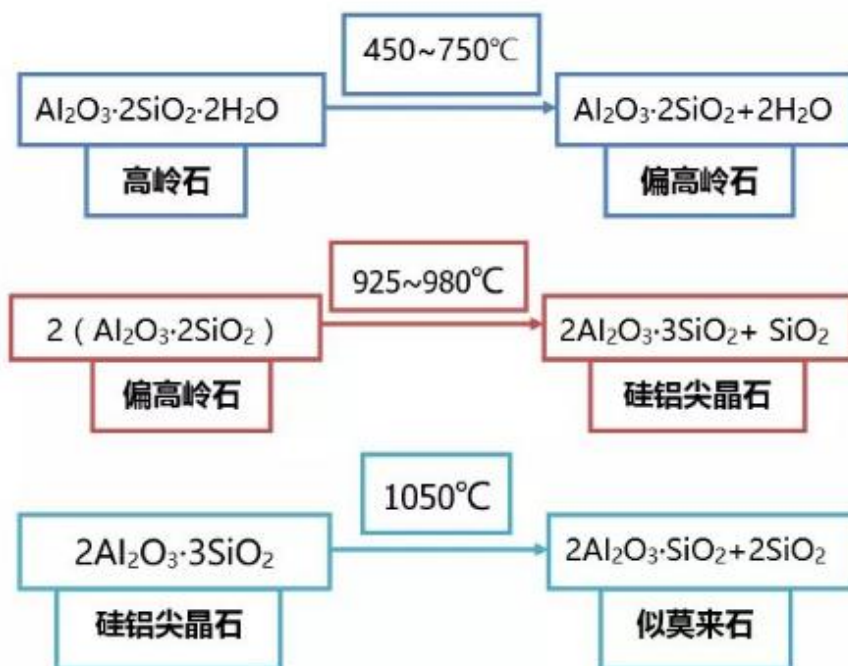 450~750℃
Al₂O₃·2SiO₂·2H₂O
Al₂O₃·2SiO₂+2H₂O
高岭石
偏高岭石
925~980℃
2（Al₂O₃·2SiO₂）
2Al₂O₃·3SiO₂+ SiO₂
偏高岭石
硅铝尖晶石
1050℃
2Al₂O₃·3SiO₂
2Al₂O₃·SiO₂+2SiO₂
硅铝尖晶石
似莫来石